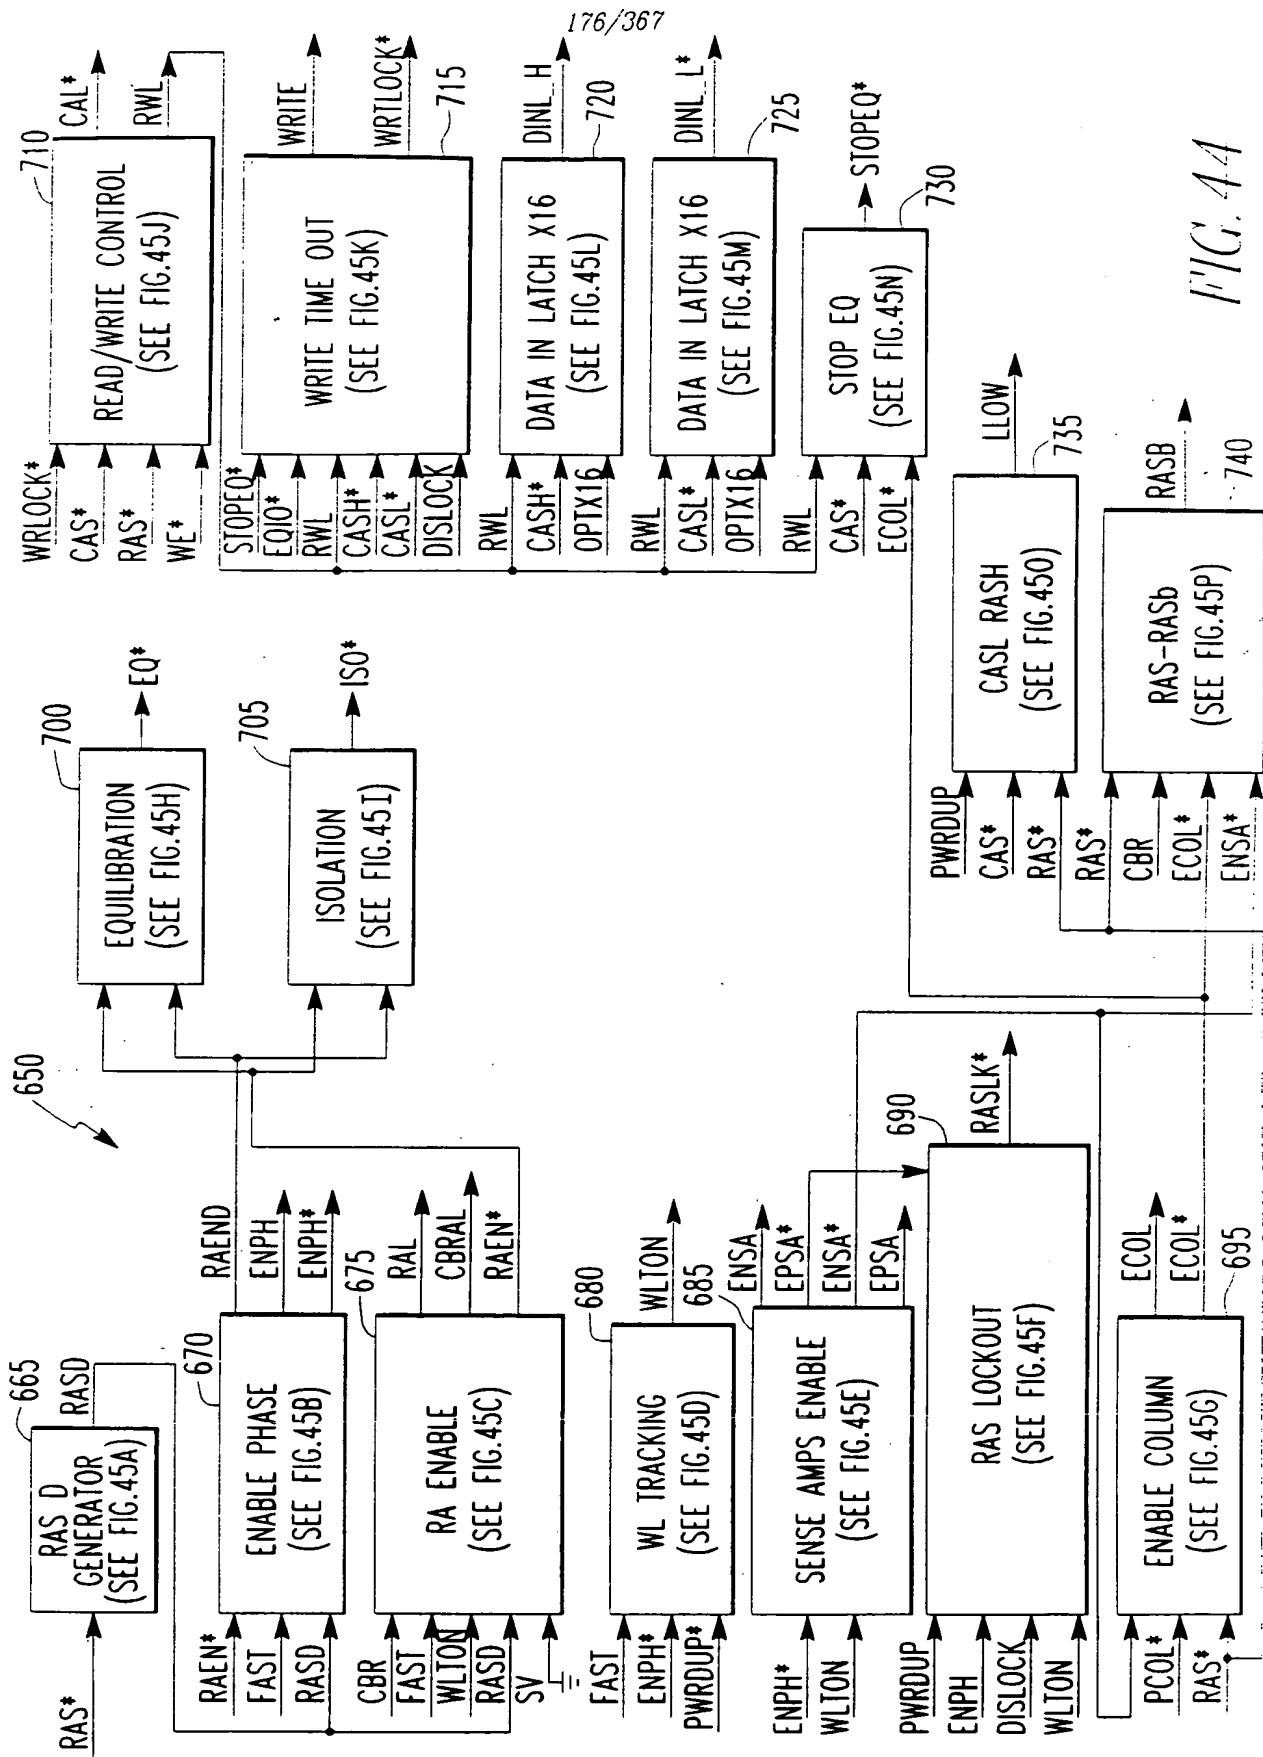 176/367
650
RAS*
RAS D
GENERATOR
(SEE FIG.45A)
665
RASD
RAEN*
FAST
RASD
ENABLE PHASE
(SEE FIG.45B)
670
RAEND
ENPH
ENPH*
CBR
FAST
WLTON
RASD
SV
RA ENABLE
(SEE FIG.45C)
675
RAL
CBRAL
RAEN*
FAST
ENPH*
PWRDUP*
WL TRACKING
(SEE FIG.45D)
680
WLTON
ENPH*
WLTON
SENSE AMPS ENABLE
(SEE FIG.45E)
685
ENSA
EPSA*
ENSA*
EPSA
PWRDUP
ENPH
DISLOCK
WLTON
RAS LOCKOUT
(SEE FIG.45F)
690
RASLK*
PCOL*
RAS*
ENABLE COLUMN
(SEE FIG.45G)
695
ECOL
ECOL*
EQUILIBRATION
(SEE FIG.45H)
700
EQ*
ISOLATION
(SEE FIG.45I)
705
ISO*
WRLOCK*
CAS*
RAS*
WE*
READ/WRITE CONTROL
(SEE FIG.45J)
710
CAL*
RWL
STOPEQ*
EQIO*
RWL
CASH*
CASL*
DISLOCK
WRITE TIME OUT
(SEE FIG.45K)
715
WRITE
WRTLOCK*
RWL
CASH*
OPTX16
DATA IN LATCH X16
(SEE FIG.45L)
720
DINL H
RWL
CASL*
OPTX16
DATA IN LATCH X16
(SEE FIG.45M)
725
DINL L*
RWL
CAS*
ECOL*
STOP EQ
(SEE FIG.45N)
730
STOPEQ*
PWRDUP
CAS*
RAS*
CASL RASH
(SEE FIG.45O)
735
LLOW
RAS*
CBR
ECOL*
ENSA*
RAS-RASb
(SEE FIG.45P)
740
RASB
FIG. 44